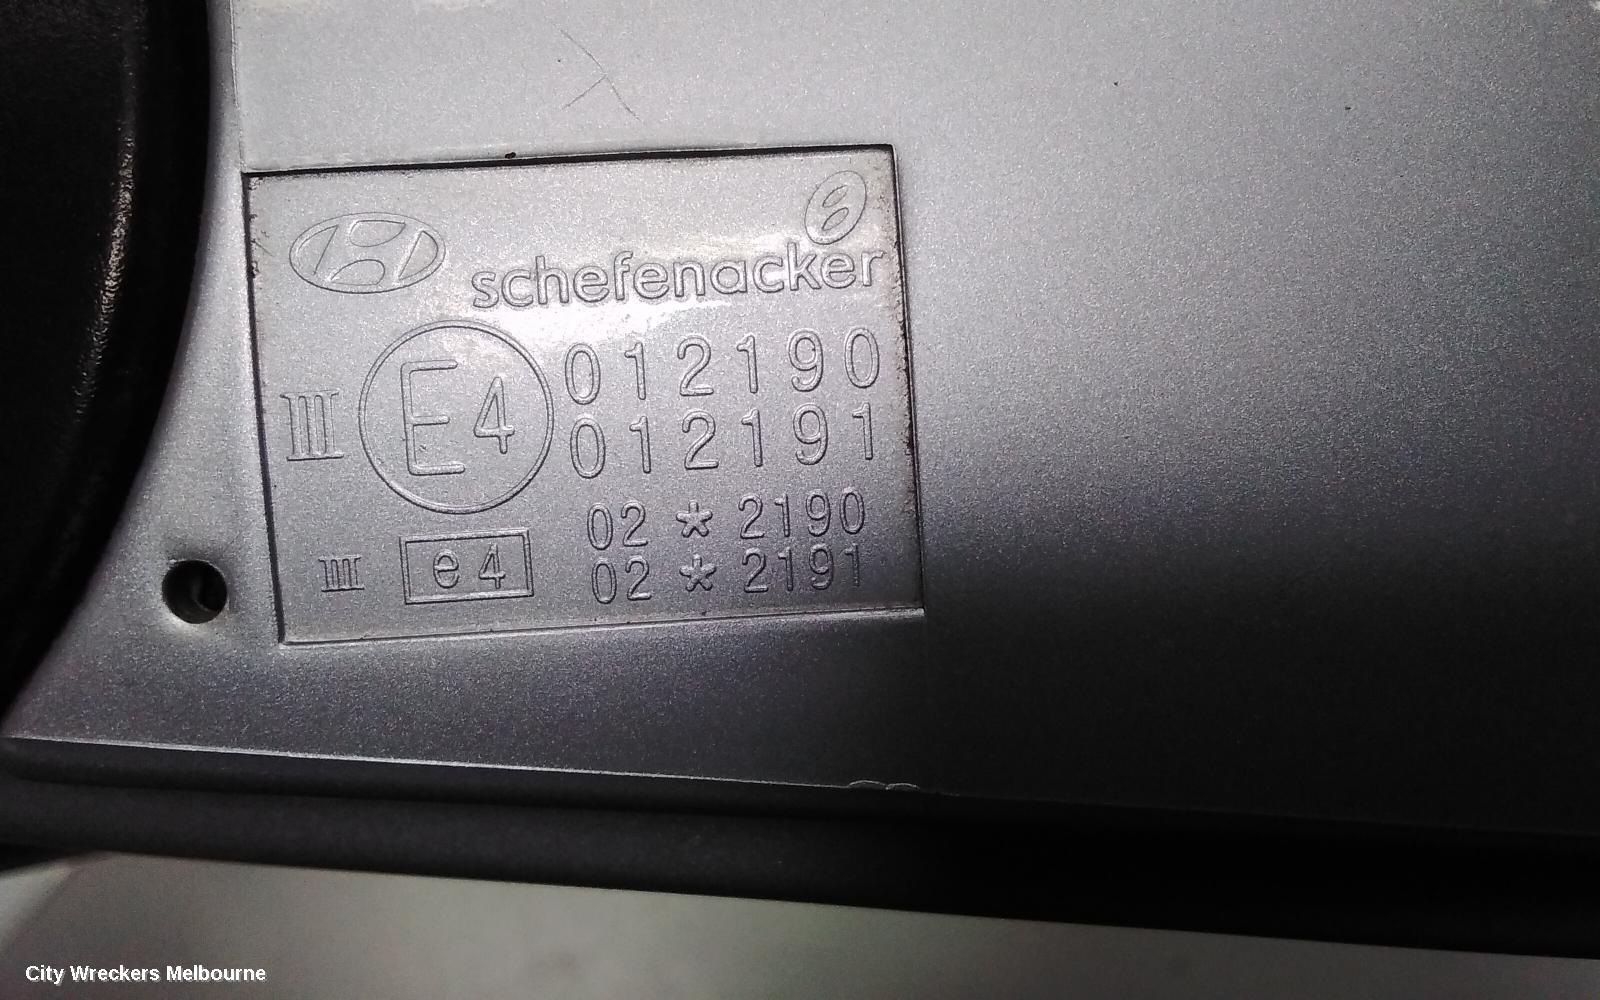 schefenacker
III E4 012190
012191
02 * 2190
III e4 02 * 2191
City Wreckers Melbourne